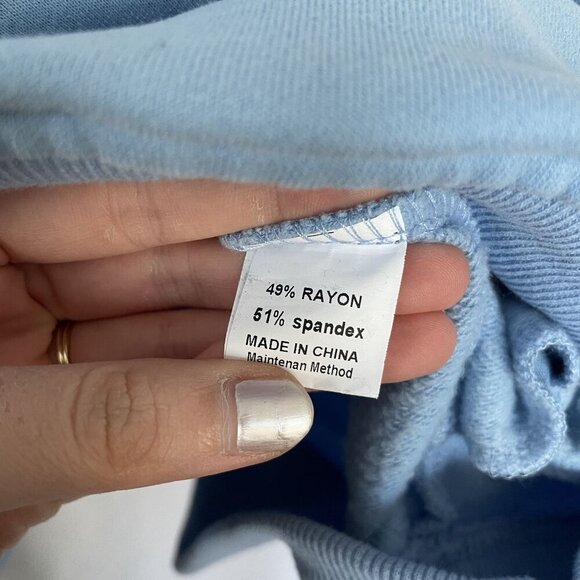 49% RAYON
51% spandex
MADE IN CHINA
Maintenan Method